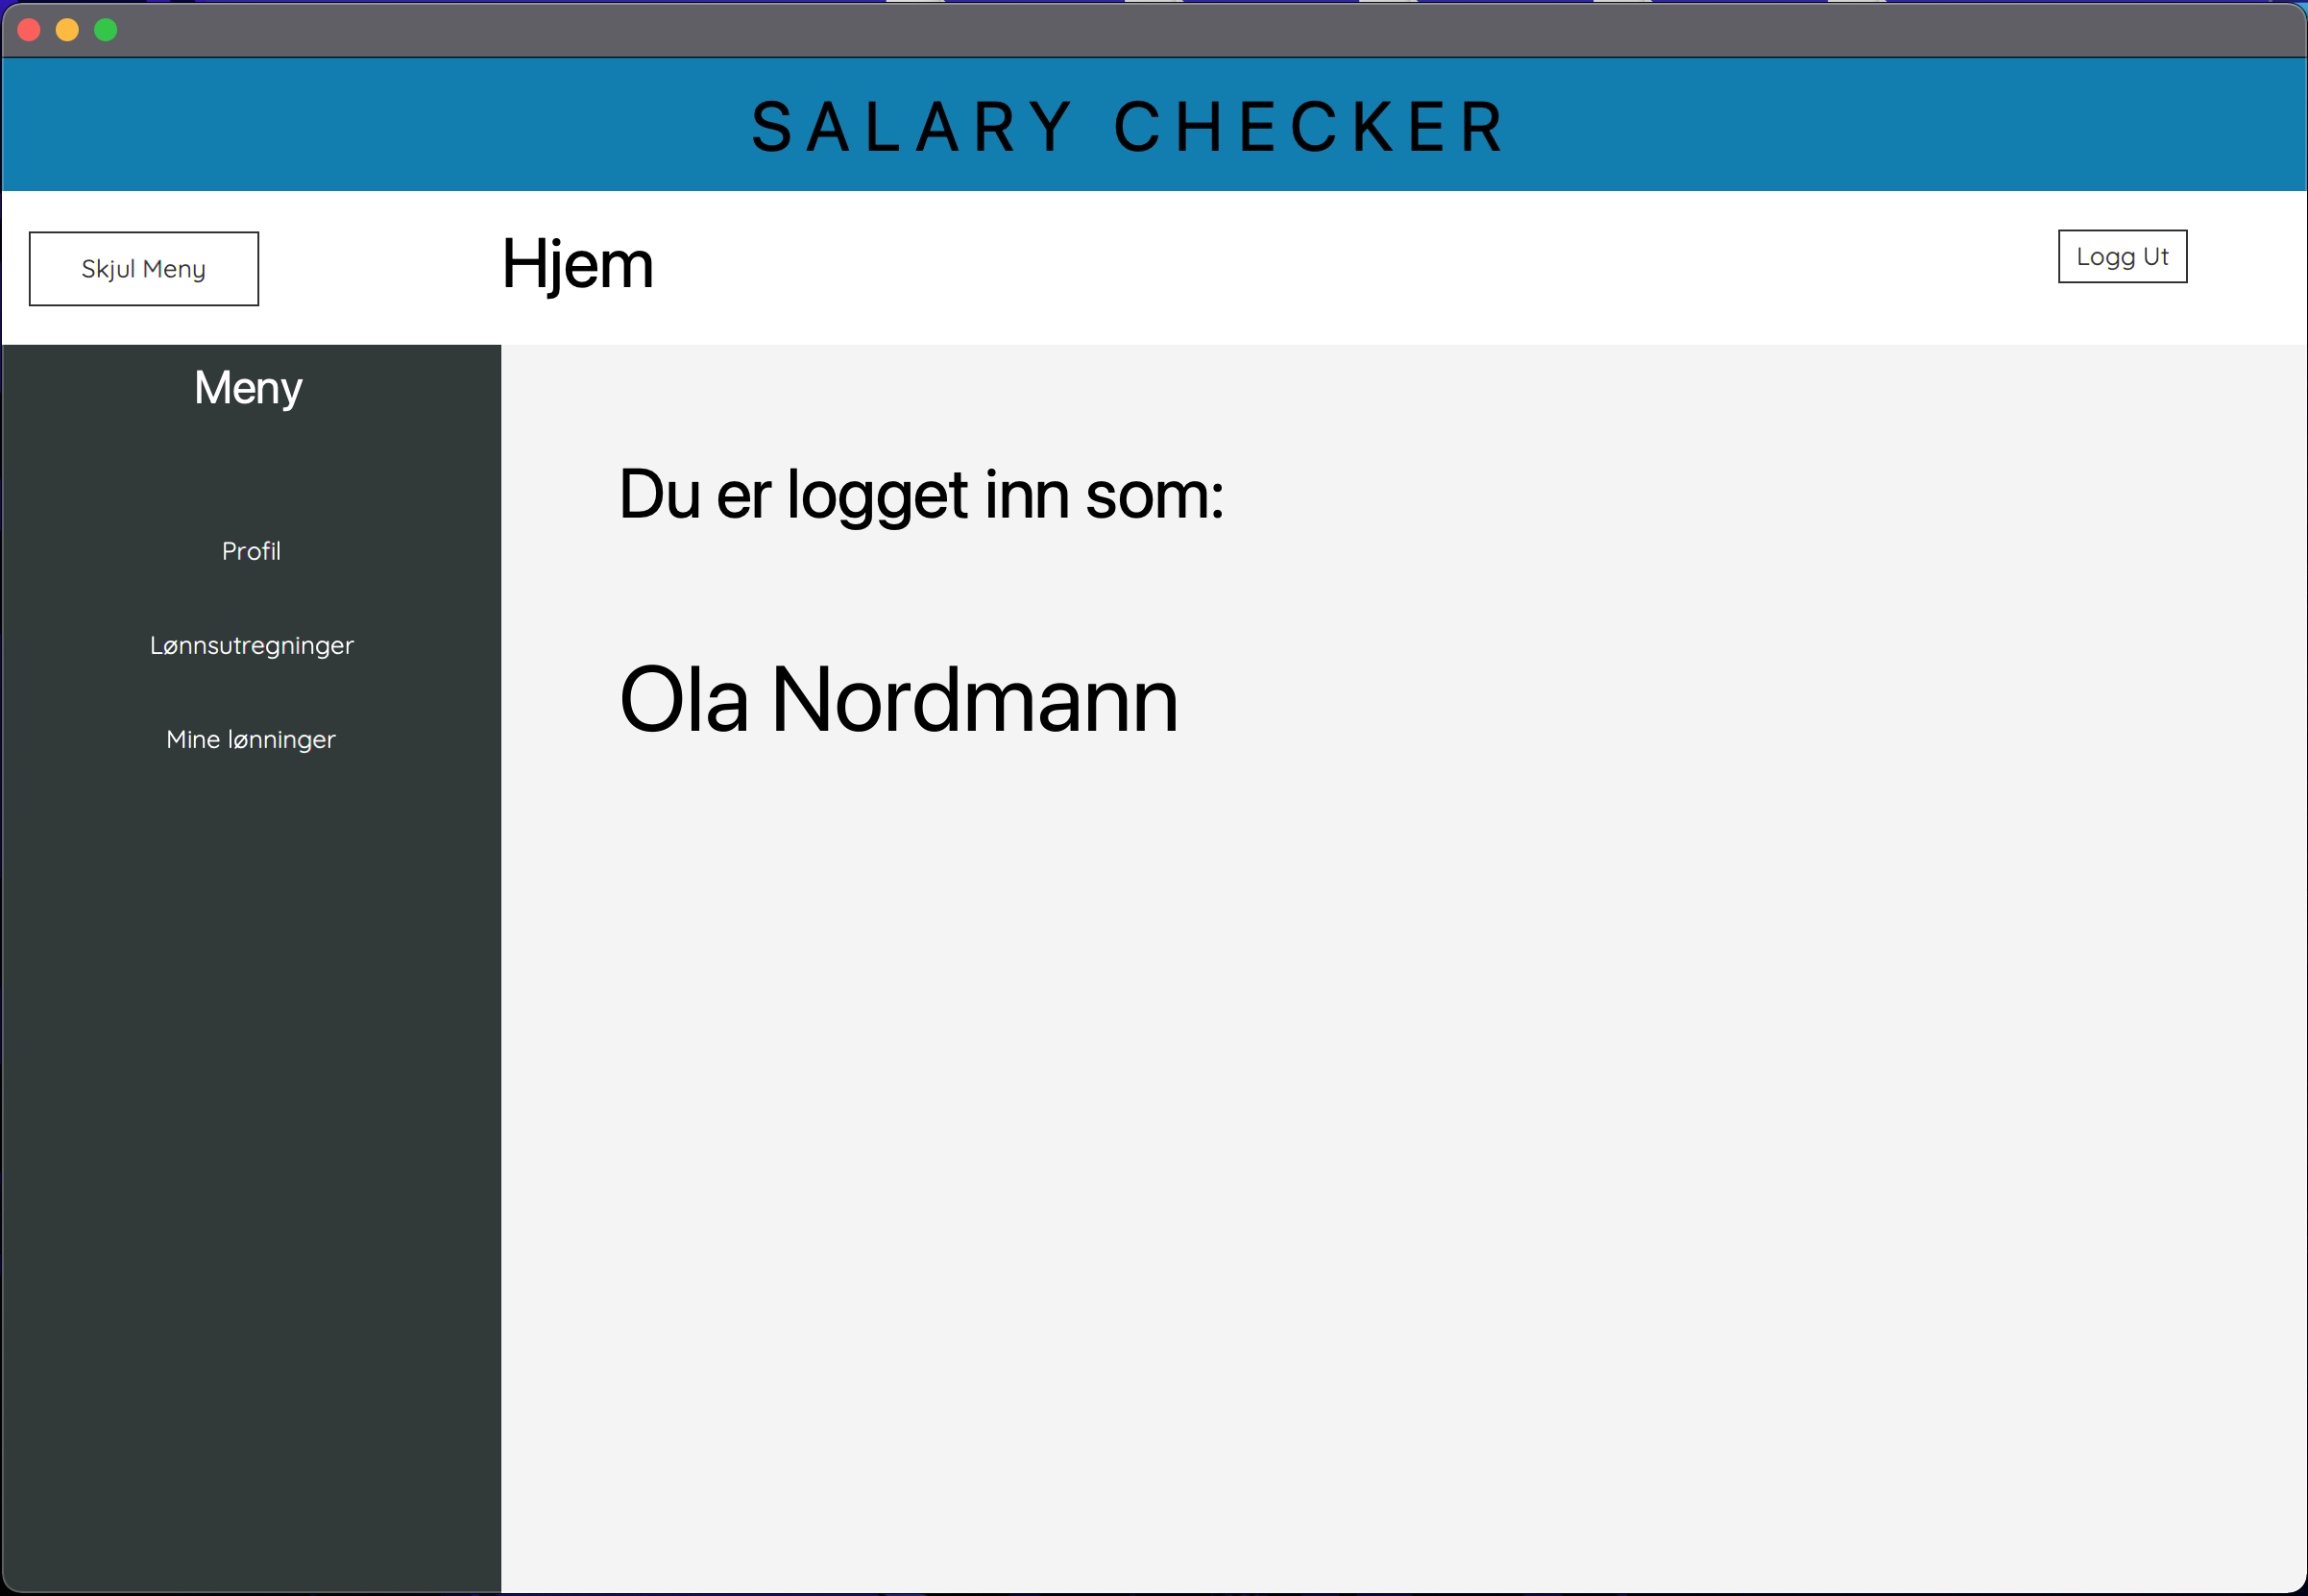 SALARY CHECKER
Skjul Meny
Hjem
Logg Ut
Meny
Profil
Lønnsutregninger
Mine lønninger
Du er logget inn som:
Ola Nordmann